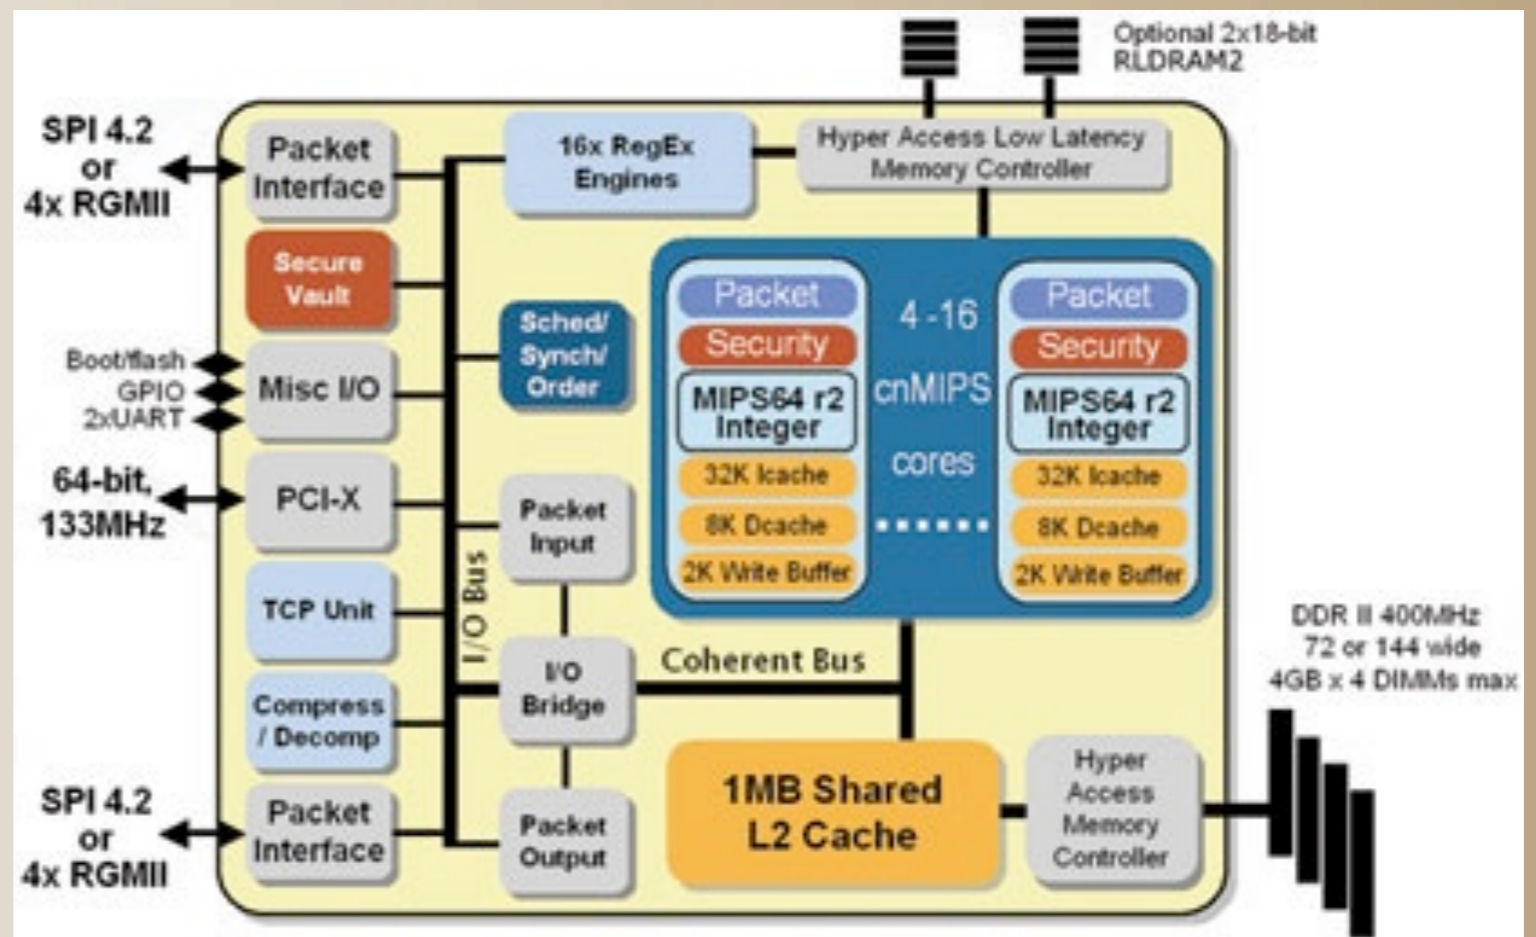 Optional 2x18-bit
RLDRAM2
SPI 4.2
or
4x RGMII
Packet
Interface
16x RegEx
Engines
Hyper Access Low Latency
Memory Controller
Secure
Vault
Sched/
Synch/
Order
Boot/flash
GPIO
2xUART
Misc I/O
64-bit,
133MHz
PCI-X
Packet
Input
TCP Unit
I/O Bus
I/O
Bridge
Coherent Bus
Compress
/ Decomp
SPI 4.2
or
4x RGMII
Packet
Interface
Packet
Output
Packet
Security
MIPS64 r2
Integer
32K Icache
8K Dcache
2K Write Buffer
4 -16
cnMIPS
cores
Packet
Security
MIPS64 r2
Integer
32K Icache
8K Dcache
2K Write Buffer
1MB Shared
L2 Cache
Hyper
Access
Memory
Controller
DDR II 400MHz
72 or 144 wide
4GB x 4 DIMMs max